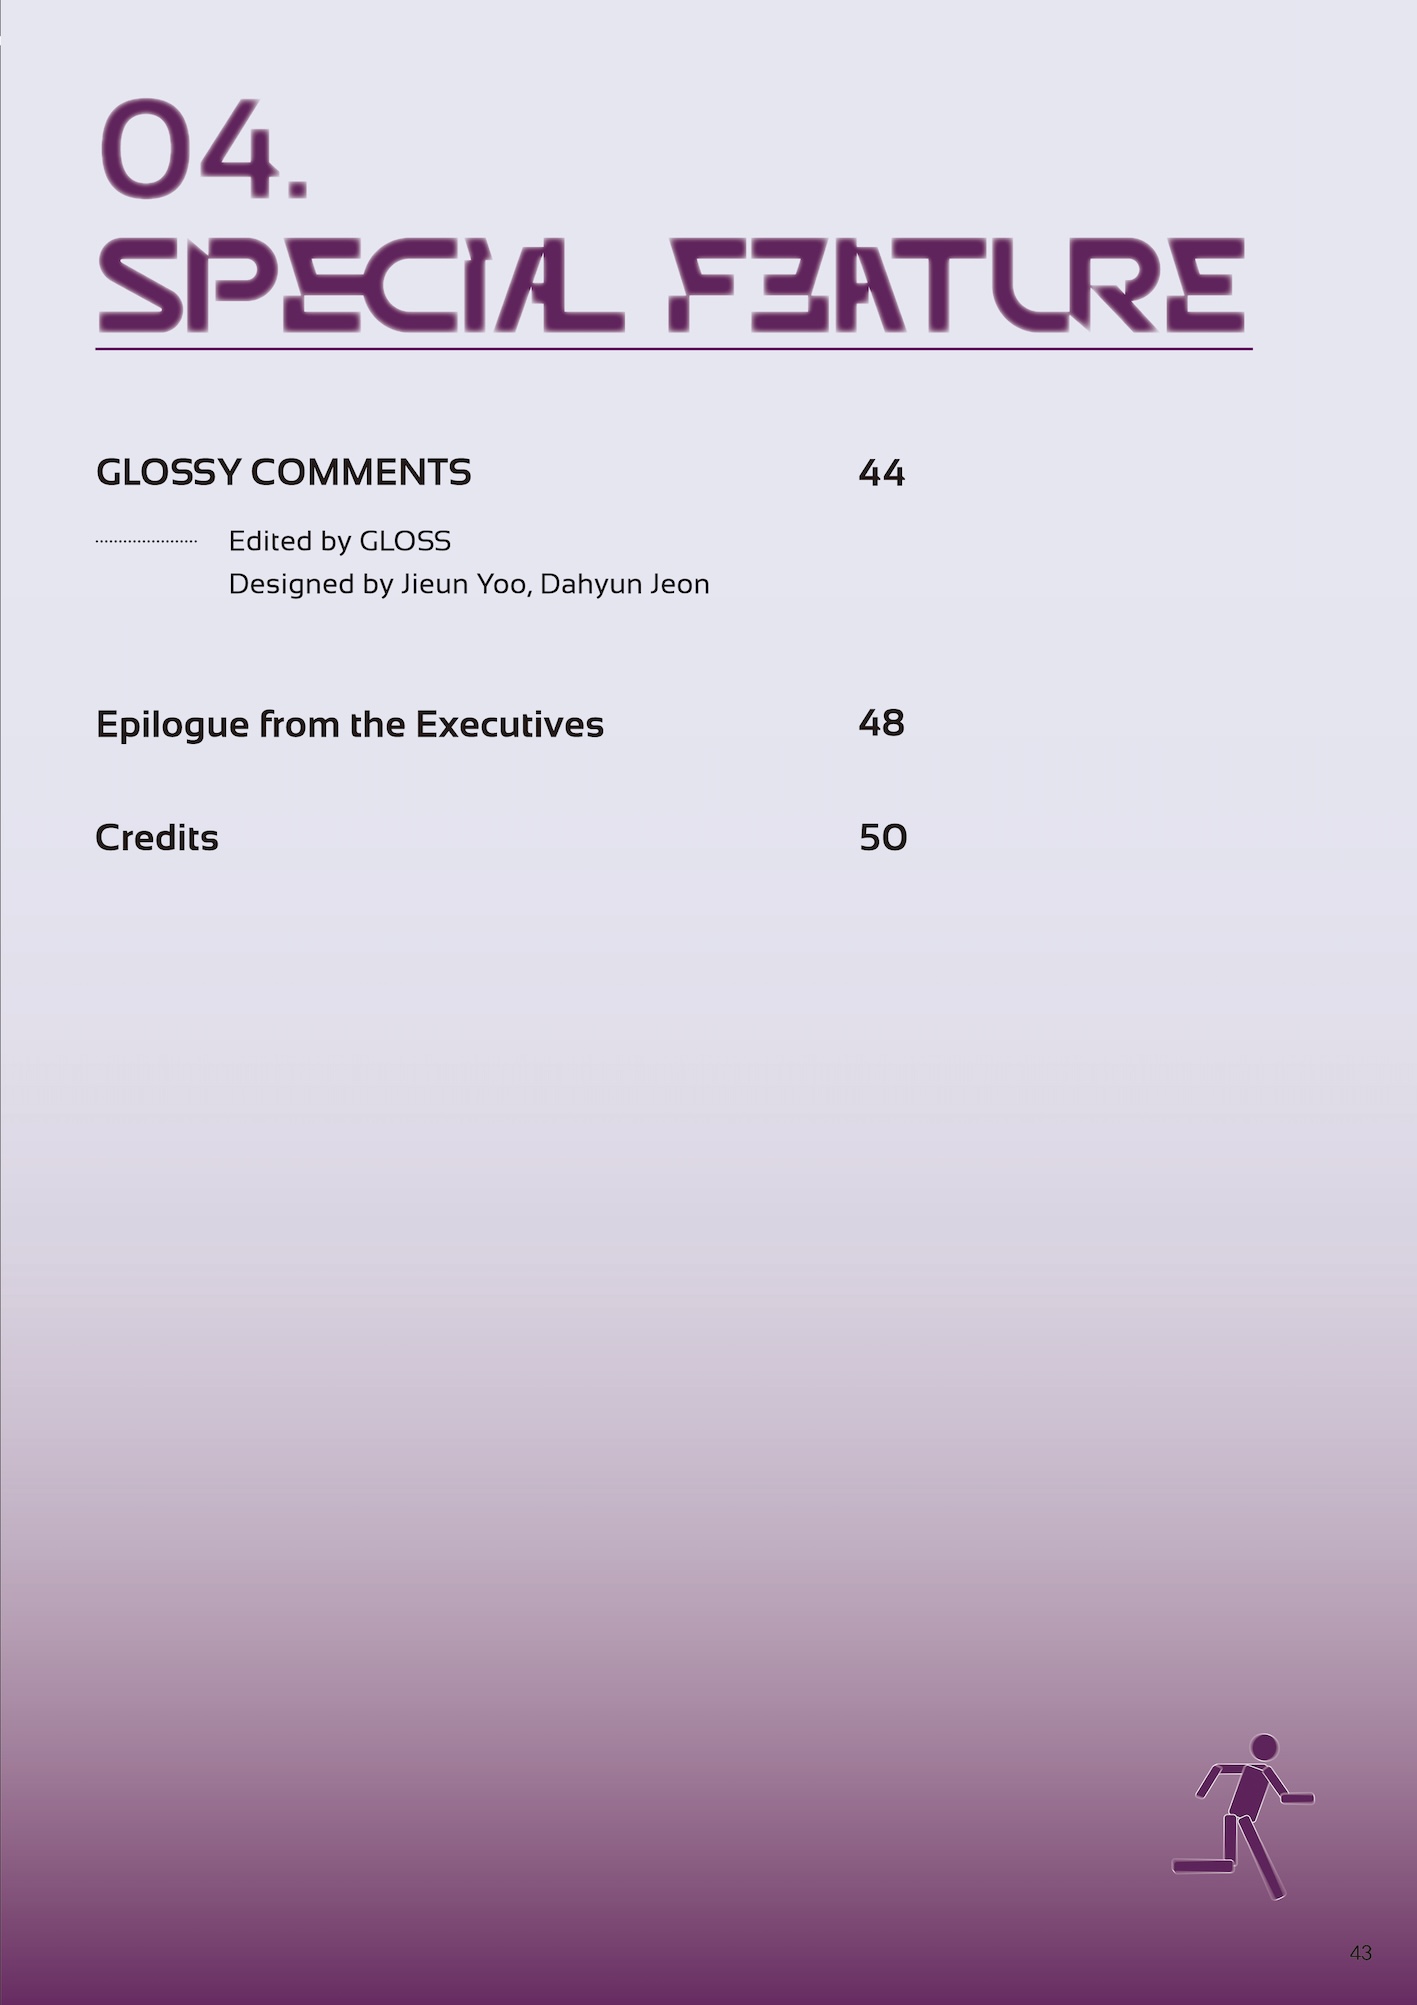 04.
SPECIAL FEATURE
GLOSSY COMMENTS 44
Edited by GLOSS
Designed by Jieun Yoo, Dahyun Jeon
Epilogue from the Executives 48
Credits 50
43